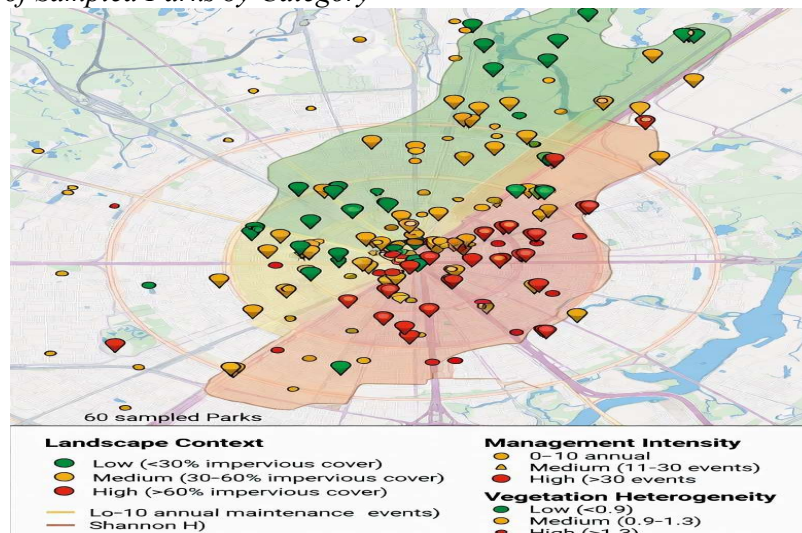 of Sampled Parks by Category
60 sampled Parks
Landscape Context
Low (<30% impervious cover)
Medium (30–60% impervious cover)
High (>60% impervious cover)
Lo-10 annual maintenance events)
Shannon H)
Management Intensity
0–10 annual
Medium (11-30 events)
High (>30 events
Vegetation Heterogeneity
Low (<0.9)
Medium (0.9-1.3)
High (>1.3)